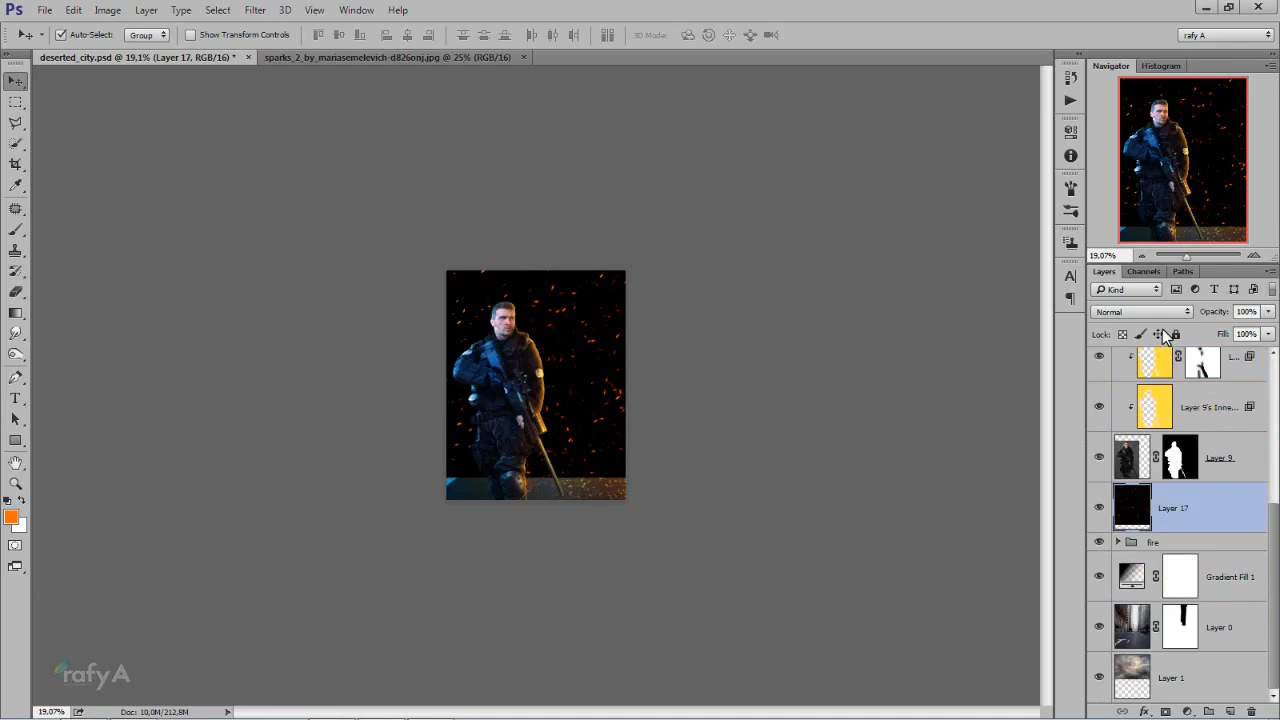 Ps File Edit Image Layer Type Select Filter 3D View Window Help
Auto-Select: Group Show Transform Controls 3D Mode: rafy A
deserted_city.psd @ 19,1% (Layer 17, RGB/16) * × sparks_2_by_mariasemelevich-d826onj.jpg @ 25% (RGB/16) ×
Navigator Histogram
19,07%
Layers Channels Paths
Kind
Normal Opacity: 100%
Lock: Fill: 100%
L...
Layer 9's Inne...
Layer 9
Layer 17
fire
Gradient Fill 1
Layer 0
Layer 1
rafy A
19,07% Doc: 10,0M/212,8M